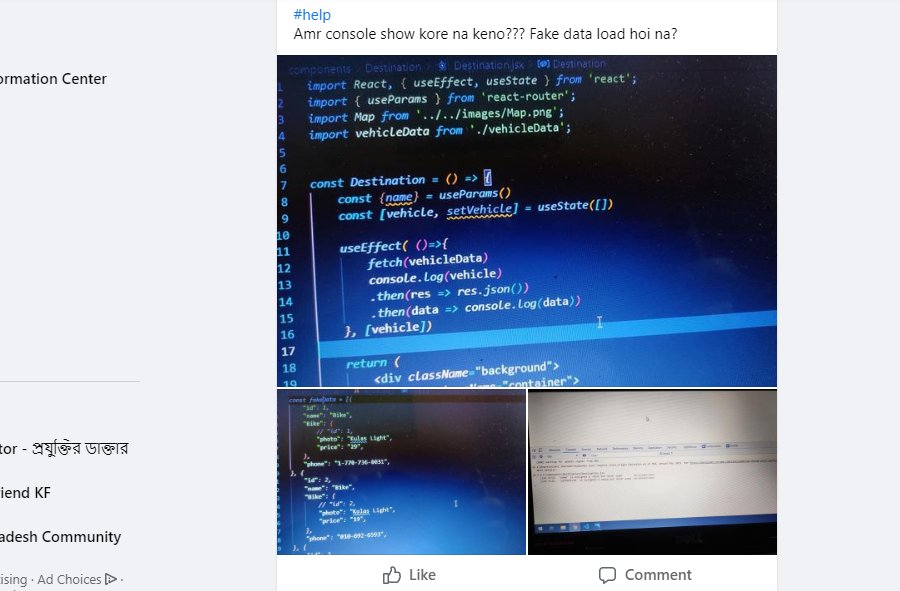 #help
Amr console show kore na keno??? Fake data load hoi na?
ormation Center
components > Destination > Destination.jsx > Destination
1 import React, { useEffect, useState } from 'react';
2 import { useParams } from 'react-router';
3 import Map from '../../images/Map.png';
4 import vehicleData from './vehicleData';
5
6
7 const Destination = () => {
8 const {name} = useParams()
9 const [vehicle, setVehicle] = useState([])
10
11 useEffect( ()=>{
12 fetch(vehicleData)
13 console.log(vehicle)
14 .then(res => res.json())
15 .then(data => console.log(data))
16 }, [vehicle])
17
18 return (
19 <div className="background">
"container">
const fakeData = [{
"id": 1,
"name": "Bike",
"Bike": {
// "id": 1,
"photo": "Kulas Light",
"price": "29",
},
"phone": "1-770-736-8031",
}, {
"id": 2,
"name": "Bike",
"Bike": {
// "id": 2,
"photo": "Kulas Light",
"price": "19",
},
"phone": "010-692-6593",
}, {
tor - প্রযুক্তির ডাক্তার
riend KF
adesh Community
ising · Ad Choices ·
Like
Comment